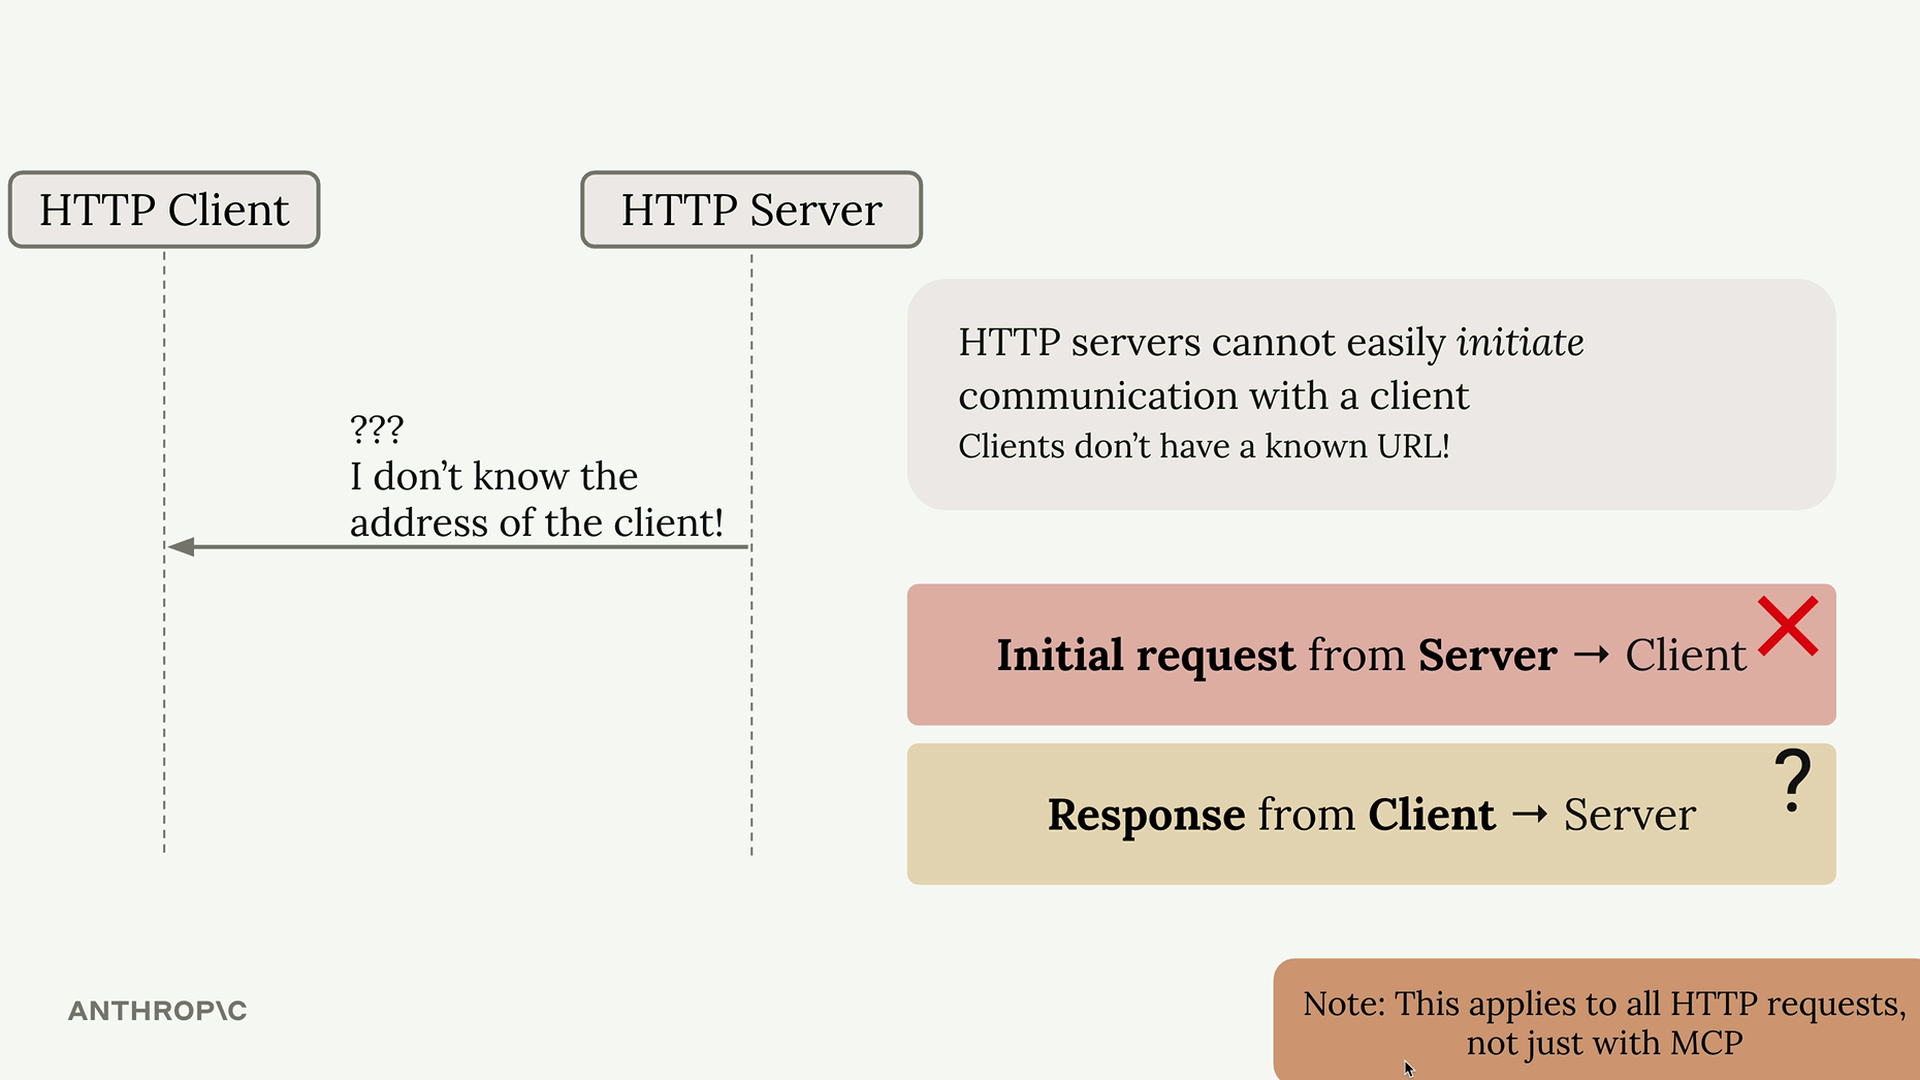 HTTP Client
HTTP Server
???
I don’t know the
address of the client!
HTTP servers cannot easily initiate
communication with a client
Clients don’t have a known URL!
Initial request from Server → Client
Response from Client → Server
?
ANTHROP\C
Note: This applies to all HTTP requests,
not just with MCP